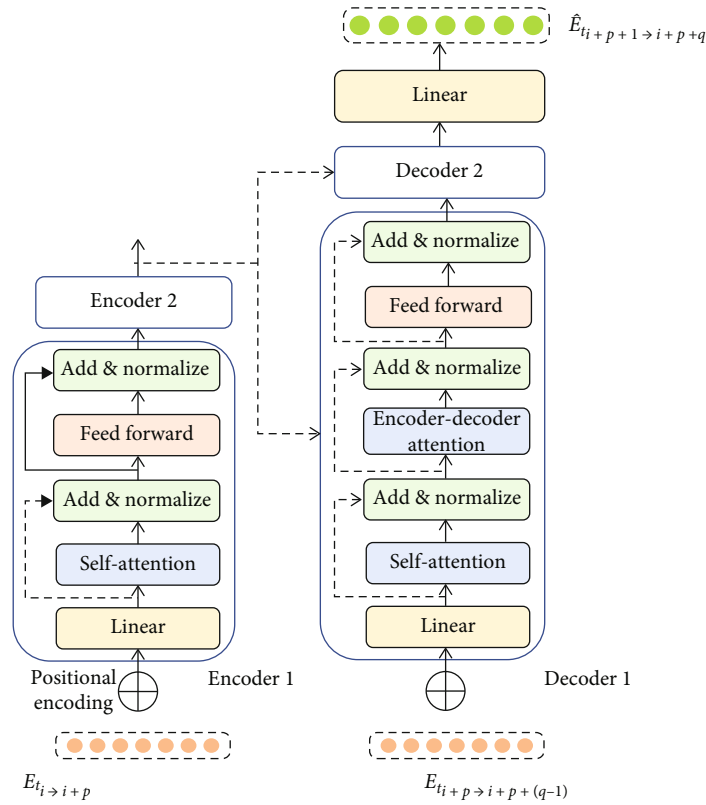 Ê_{t_{i + p + 1 → i + p + q}}
Linear
Decoder 2
Add & normalize
Feed forward
Add & normalize
Encoder-decoder
attention
Add & normalize
Self-attention
Linear
Decoder 1
E_{t_{i + p → i + p + (q–1)}}
Encoder 2
Add & normalize
Feed forward
Add & normalize
Self-attention
Linear
Positional
encoding
Encoder 1
E_{t_{i → i + p}}